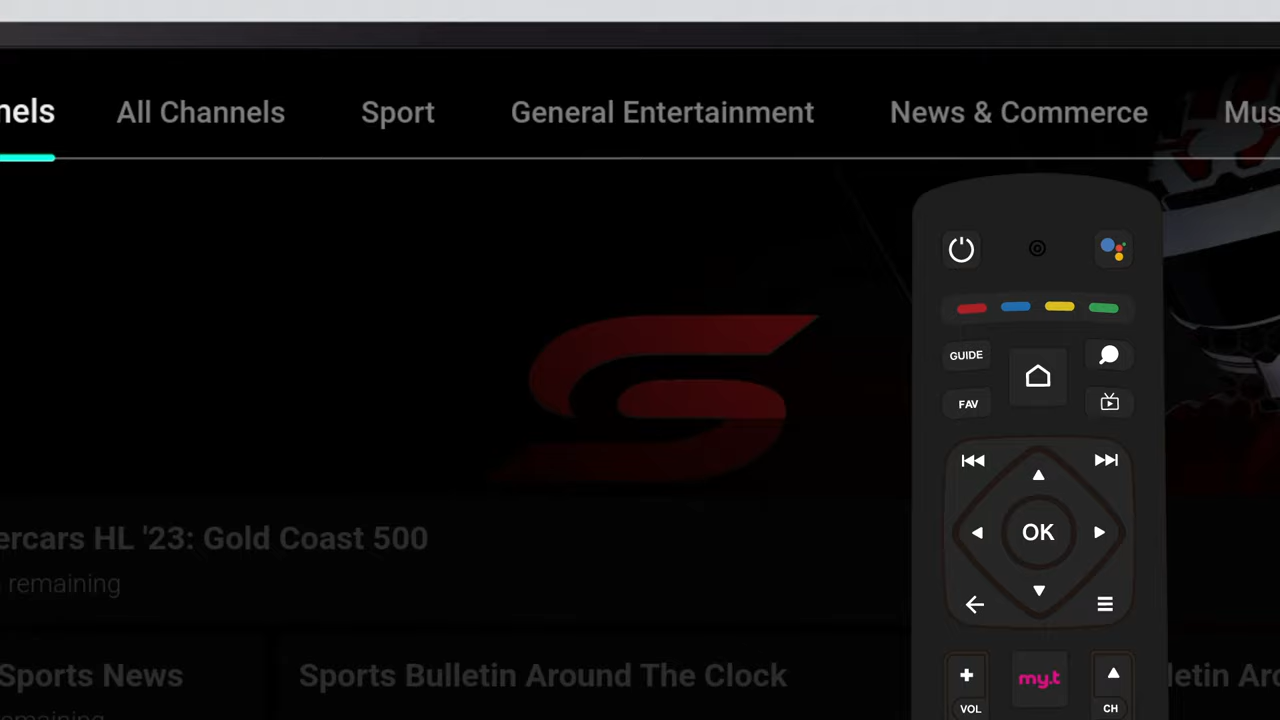 nels All Channels Sport General Entertainment News & Commerce Mus
GUIDE
FAV
OK
ercars HL '23: Gold Coast 500
remaining
Sports News Sports Bulletin Around The Clock letin Ar
my.t
VOL CH